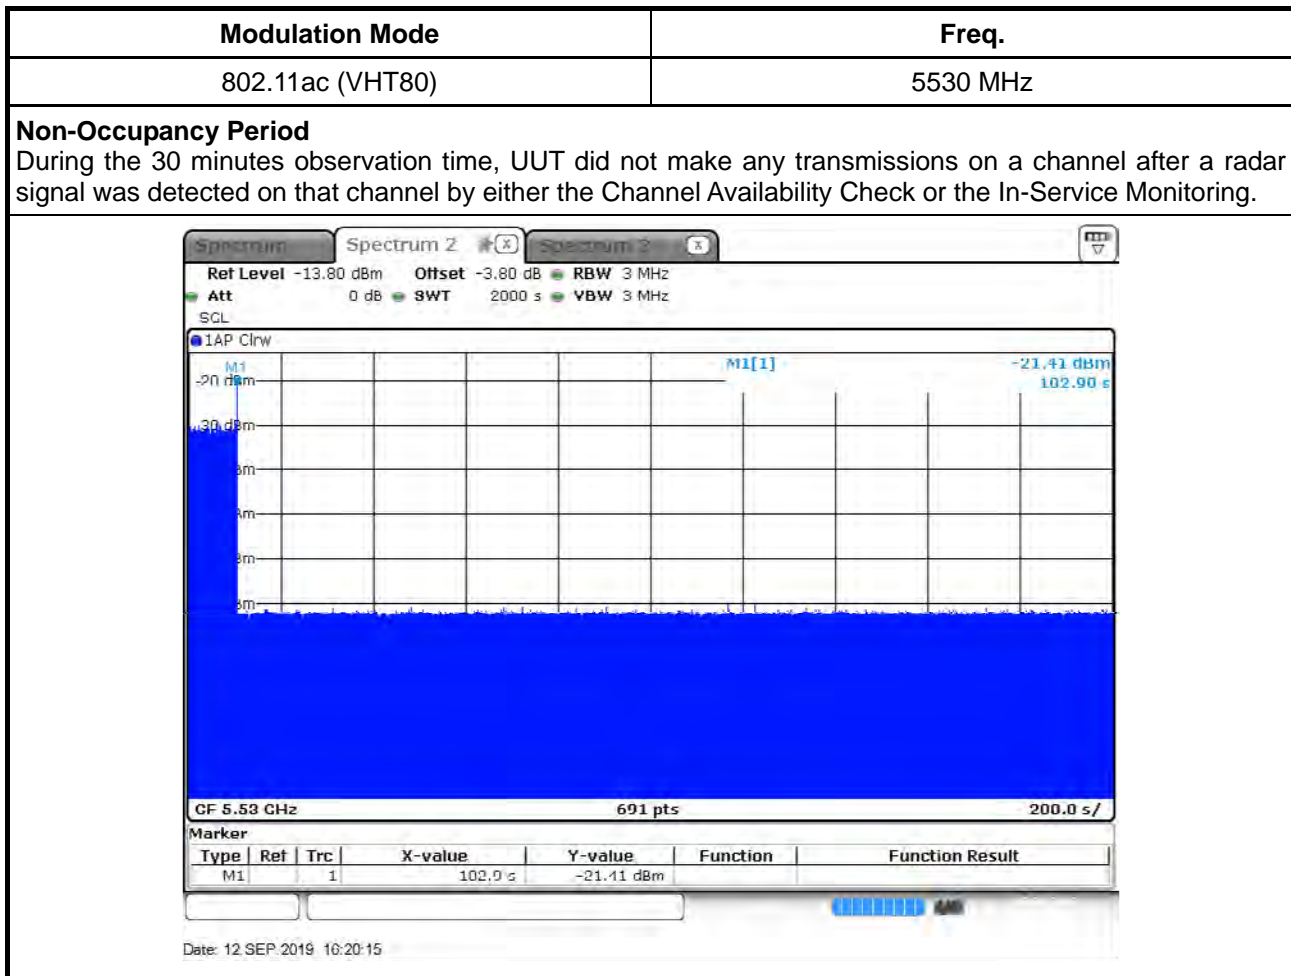 Modulation Mode Freq.
802.11ac (VHT80) 5530 MHz
Non-Occupancy Period
During the 30 minutes observation time, UUT did not make any transmissions on a channel after a radar
signal was detected on that channel by either the Channel Availability Check or the In-Service Monitoring.
Spectrum Spectrum 2 X Spectrum 3 X
Ref Level -13.80 dBm Offset -3.80 dB RBW 3 MHz
Att 0 dB SWT 2000 s VBW 3 MHz
SGL
1AP Clrw
M1 M1[1] -21.41 dBm
-20 dBm 102.90 s
-30 dBm
CF 5.53 GHz 691 pts 200.0 s/
Marker
Type Ref Trc X-value Y-value Function Function Result
M1 1 102.9 s -21.41 dBm
Date: 12.SEP.2019 16:20:15